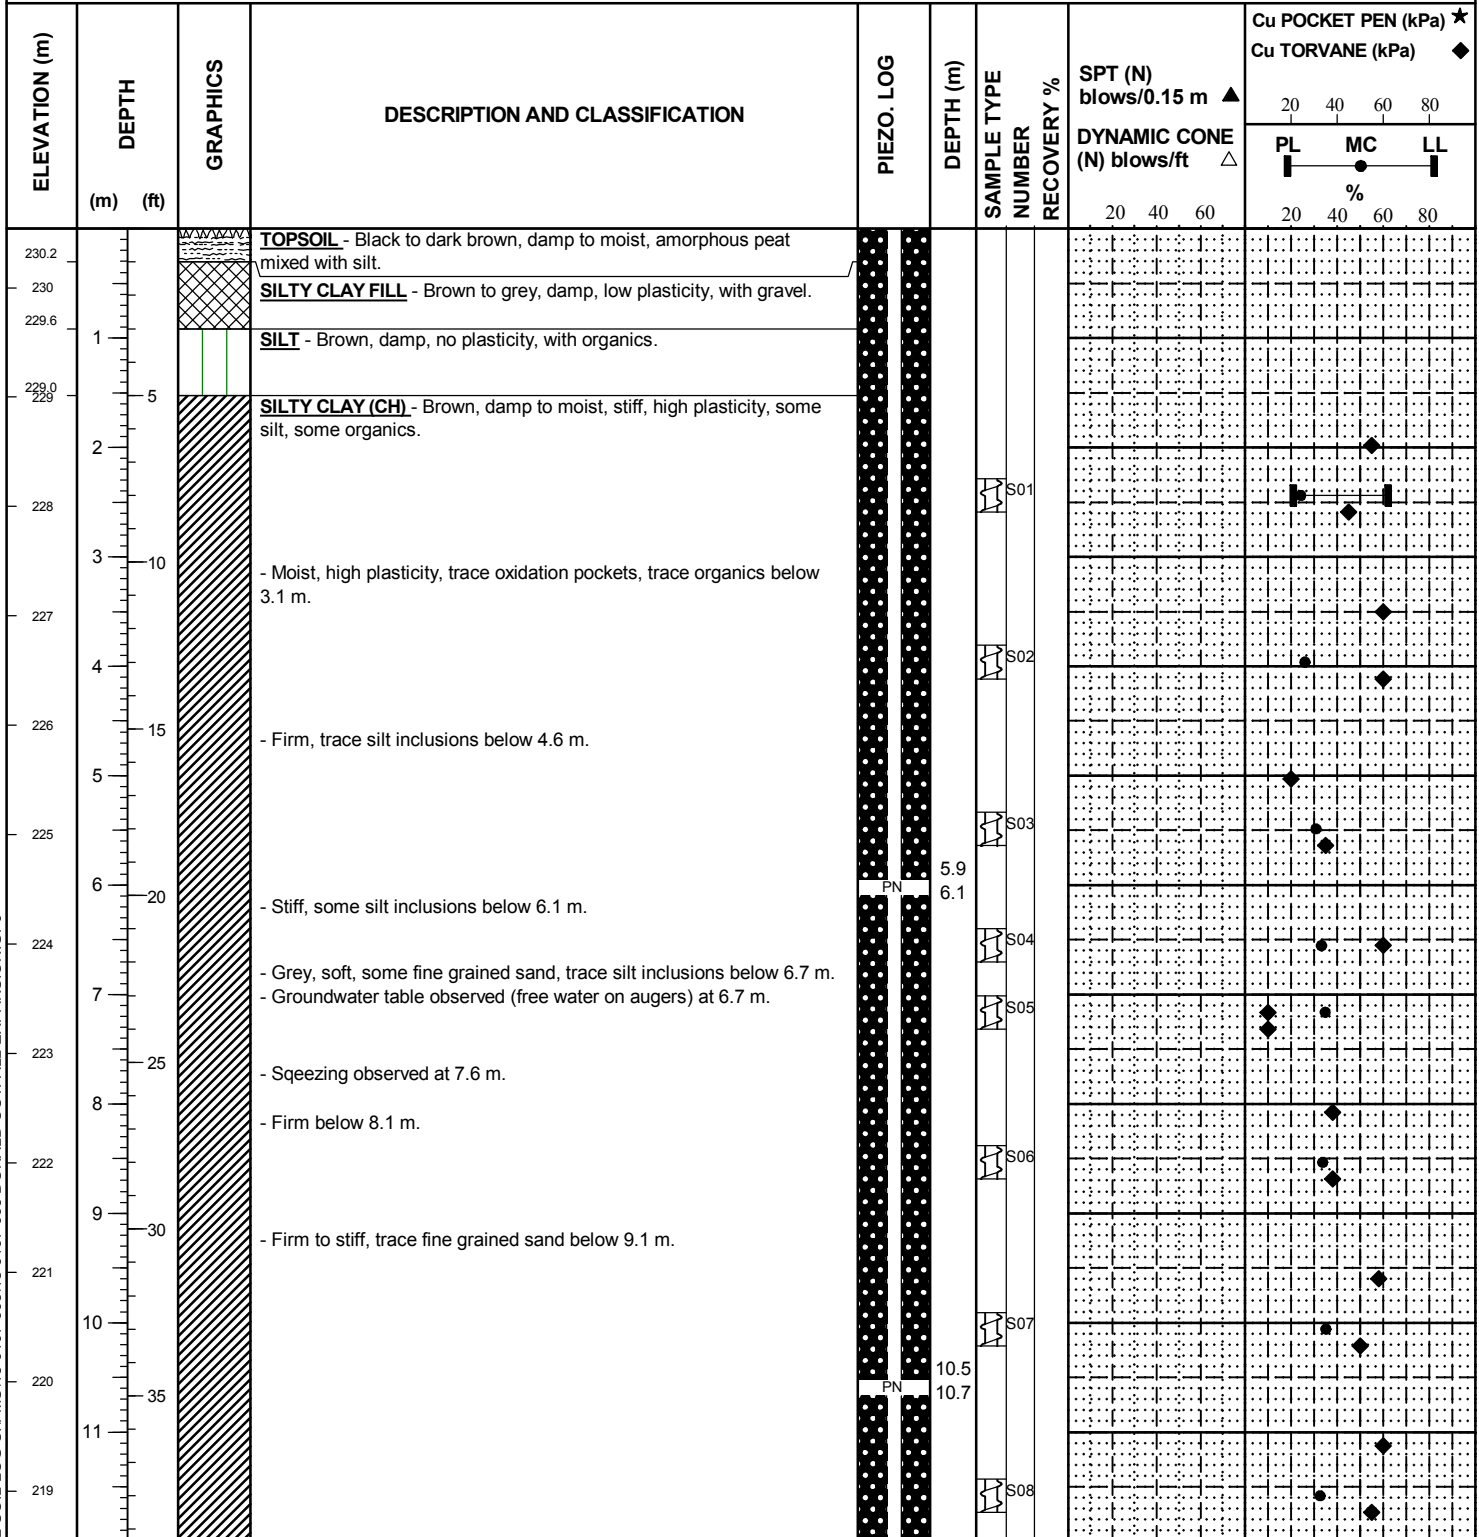 ELEVATION (m)
DEPTH
(m) (ft)
GRAPHICS
DESCRIPTION AND CLASSIFICATION
PIEZO. LOG
DEPTH (m)
SAMPLE TYPE
NUMBER
RECOVERY %
SPT (N)
blows/0.15 m ▲
DYNAMIC CONE
(N) blows/ft △
20 40 60
Cu POCKET PEN (kPa) ★
Cu TORVANE (kPa) ◆
20 40 60 80
PL MC LL
%
20 40 60 80
TOPSOIL - Black to dark brown, damp to moist, amorphous peat
230.2
mixed with silt.
230
SILTY CLAY FILL - Brown to grey, damp, low plasticity, with gravel.
229.6
1
SILT - Brown, damp, no plasticity, with organics.
229.0
229
5
SILTY CLAY (CH) - Brown, damp to moist, stiff, high plasticity, some
silt, some organics.
2
S01
228
3
10
- Moist, high plasticity, trace oxidation pockets, trace organics below
3.1 m.
227
S02
4
226
15
- Firm, trace silt inclusions below 4.6 m.
5
S03
225
5.9
6
PN
6.1
20
- Stiff, some silt inclusions below 6.1 m.
S04
224
- Grey, soft, some fine grained sand, trace silt inclusions below 6.7 m.
7
- Groundwater table observed (free water on augers) at 6.7 m.
S05
223
25
- Sqeezing observed at 7.6 m.
8
- Firm below 8.1 m.
S06
222
9
30
- Firm to stiff, trace fine grained sand below 9.1 m.
221
10
S07
10.5
220
PN
10.7
35
11
219
S08